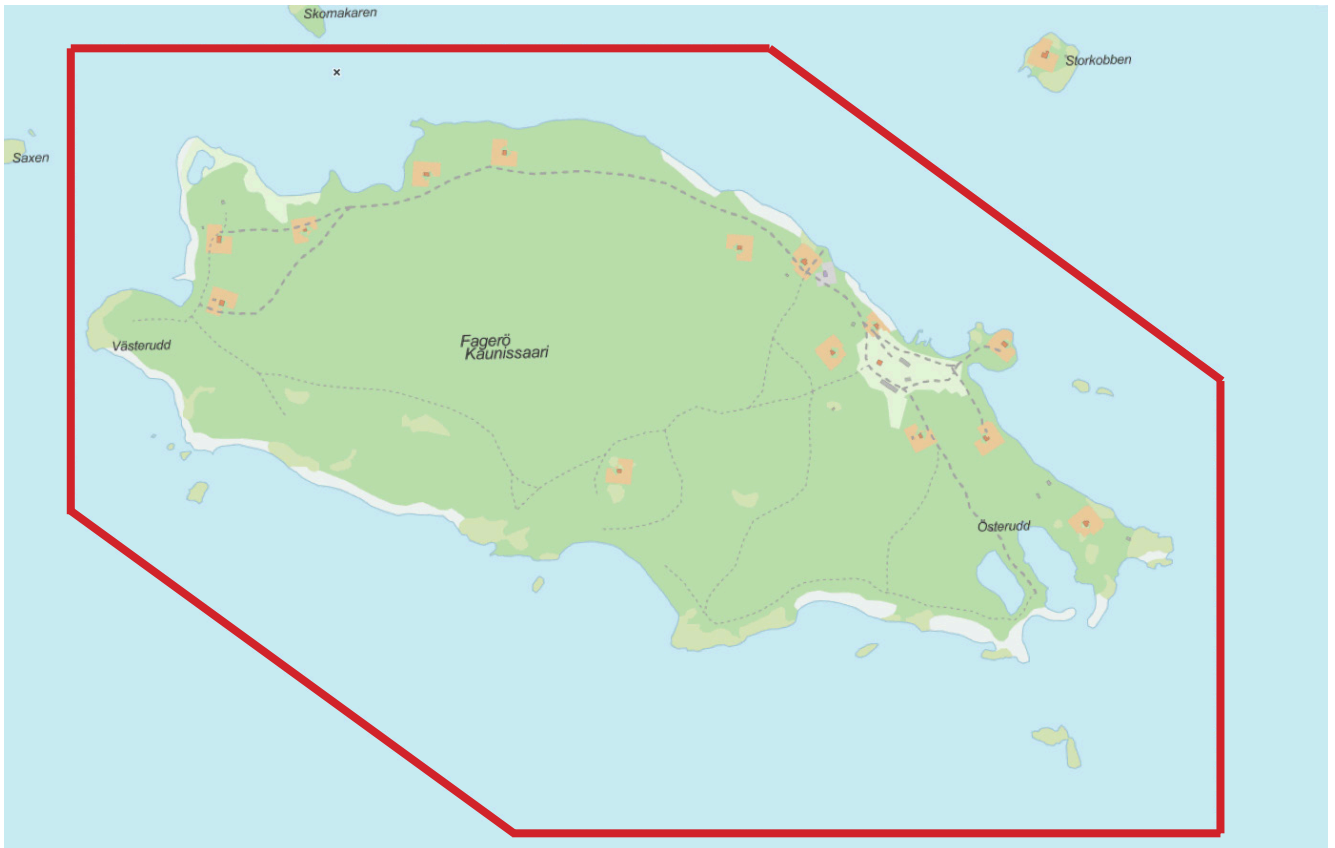 Skomakaren
Storkobben
Saxen
Fagerö
Kaunissaari
Västerudd
Österudd